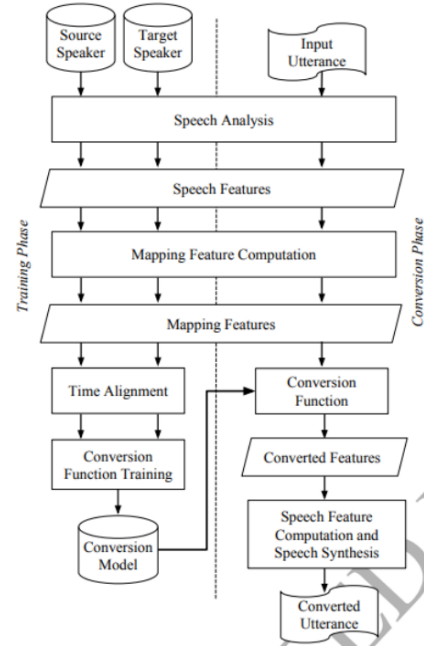 Source
Speaker
Target
Speaker
Input
Utterance
Speech Analysis
Speech Features
Mapping Feature Computation
Mapping Features
Training Phase
Conversion Phase
Time Alignment
Conversion
Function Training
Conversion
Model
Conversion
Function
Converted Features
Speech Feature
Computation and
Speech Synthesis
Converted
Utterance